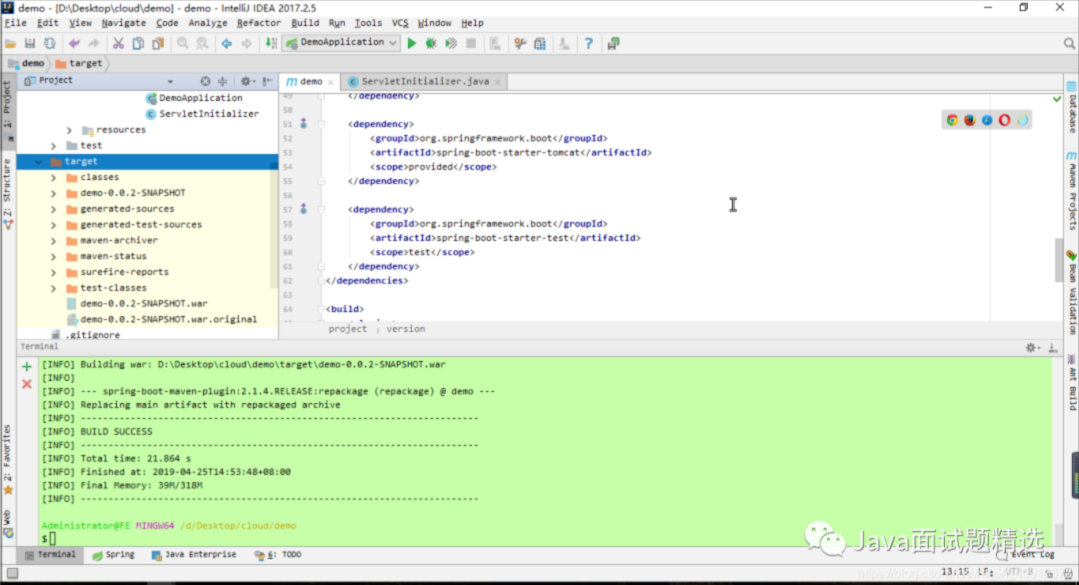 demo - [D:\Desktop\cloud\demo] - demo - IntelliJ IDEA 2017.2.5
File Edit View Navigate Code Analyze Refactor Build Run Tools VCS Window Help
DemoApplication
demo target
Project
demo ServletInitializer.java
DemoApplication
ServletInitializer
resources
test
target
classes
demo-0.0.2-SNAPSHOT
generated-sources
generated-test-sources
maven-archiver
maven-status
surefire-reports
test-classes
demo-0.0.2-SNAPSHOT.war
demo-0.0.2-SNAPSHOT.war.original
.gitignore
49 </dependency>
50
51 <dependency>
52 <groupId>org.springframework.boot</groupId>
53 <artifactId>spring-boot-starter-tomcat</artifactId>
54 <scope>provided</scope>
55 </dependency>
56
57 <dependency>
58 <groupId>org.springframework.boot</groupId>
59 <artifactId>spring-boot-starter-test</artifactId>
60 <scope>test</scope>
61 </dependency>
62 </dependencies>
63
64 <build>
project › version
1: Project
7: Structure
2: Favorites
Web
Database
Maven Projects
Bean Validation
Ant Build
Terminal
[INFO] Building war: D:\Desktop\cloud\demo\target\demo-0.0.2-SNAPSHOT.war
[INFO]
[INFO] --- spring-boot-maven-plugin:2.1.4.RELEASE:repackage (repackage) @ demo ---
[INFO] Replacing main artifact with repackaged archive
[INFO] ------------------------------------------------------------------------
[INFO] BUILD SUCCESS
[INFO] ------------------------------------------------------------------------
[INFO] Total time: 21.864 s
[INFO] Finished at: 2019-04-25T14:53:48+08:00
[INFO] Final Memory: 39M/318M
[INFO] ------------------------------------------------------------------------
Administrator@FE MINGW64 /d/Desktop/cloud/demo
$
Java面试题精选
Terminal Spring Java Enterprise 6: TODO Event Log
13:15 LF: UTF-8